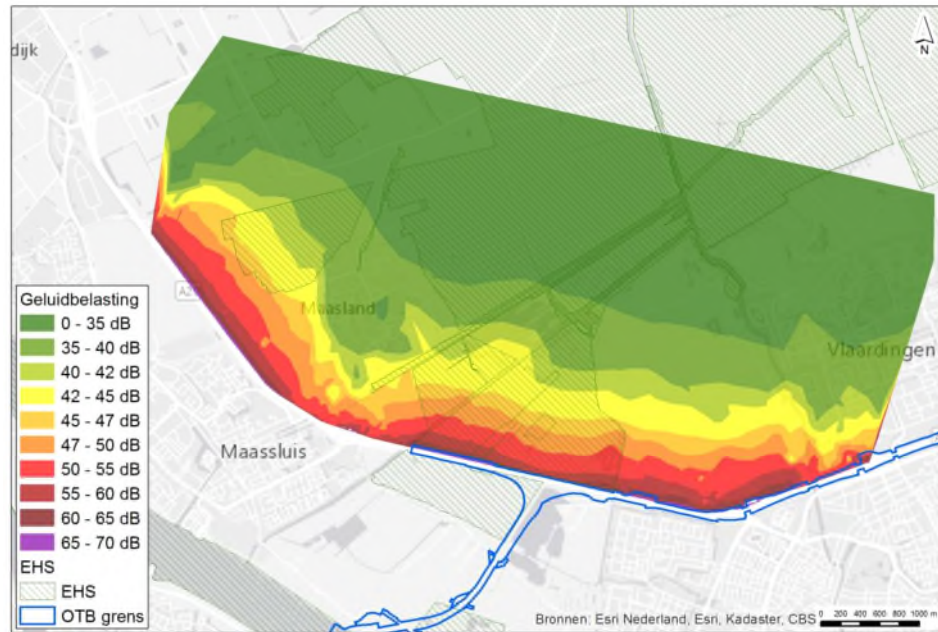 dijk
N
A2
Maasland
Vlaardingen
Maassluis
Geluidbelasting
0 - 35 dB
35 - 40 dB
40 - 42 dB
42 - 45 dB
45 - 47 dB
47 - 50 dB
50 - 55 dB
55 - 60 dB
60 - 65 dB
65 - 70 dB
EHS
EHS
OTB grens
Bronnen: Esri Nederland, Esri, Kadaster, CBS
0 200 400 600 800 1000 m